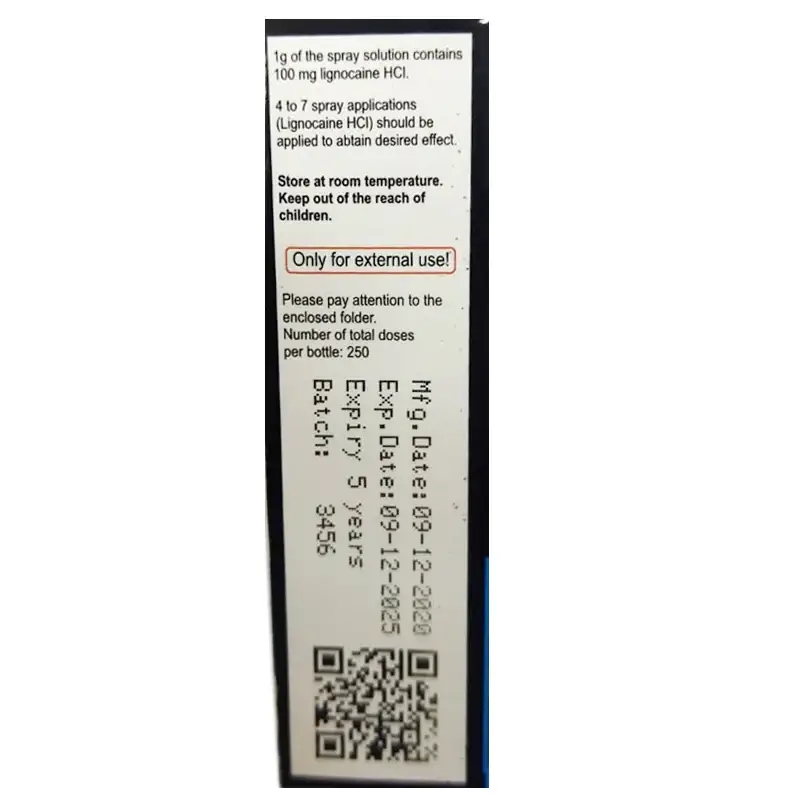 1g of the spray solution contains
100 mg lignocaine HCl.
4 to 7 spray applications
(Lignocaine HCl) should be
applied to abtain desired effect.
Store at room temperature.
Keep out of the reach of
children.
Only for external use!
Please pay attention to the
enclosed folder.
Number of total doses
per bottle: 250
Mfg.Date:09-12-2020
Exp.Date:09-12-2025
Expiry 5 years
Batch: 3456